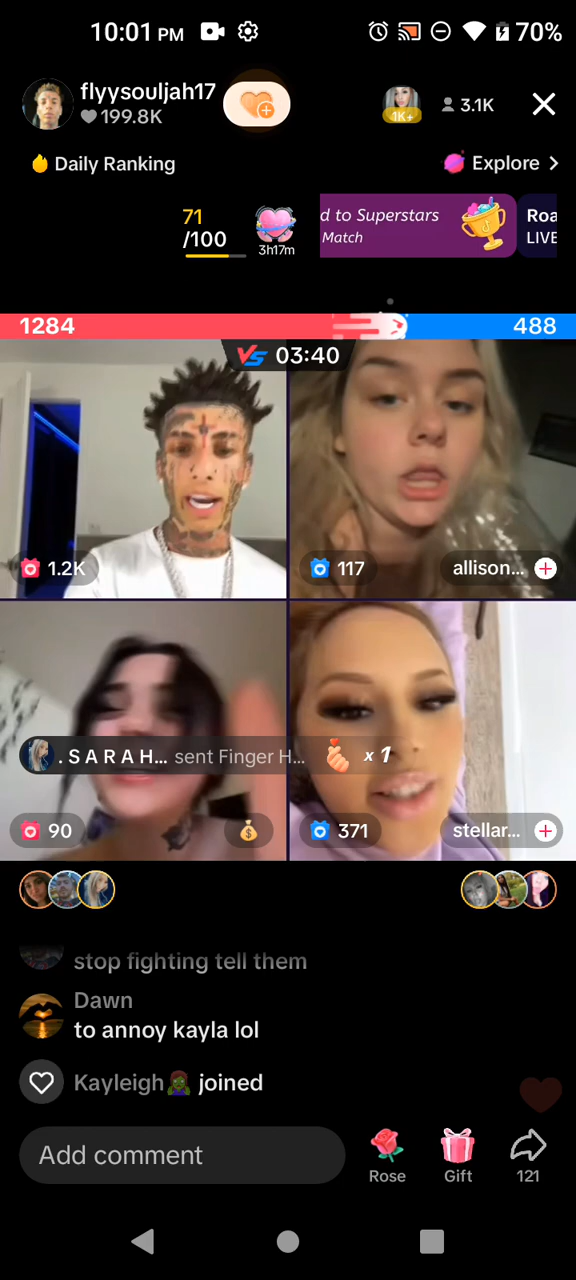 10:01 PM
70%
flyysouljah17
199.8K
1K+
3.1K
Daily Ranking
Explore >
71
/100
3h17m
d to Superstars
Match
Roa
LIVE
1284
488
VS 03:40
1.2K
117
allison...
. S A R A H... sent Finger H...
x 1
90
371
stellar...
stop fighting tell them
Dawn
to annoy kayla lol
Kayleigh🧟‍♀️ joined
Add comment
Rose
Gift
121